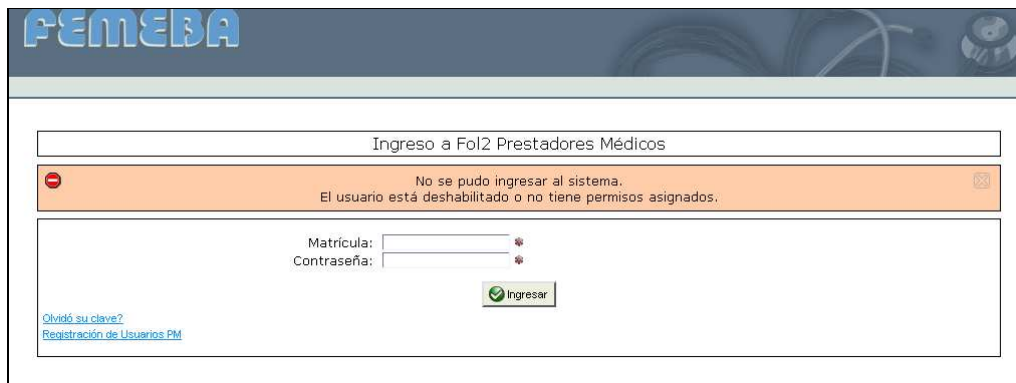 FEMEBA
Ingreso a Fol2 Prestadores Médicos
No se pudo ingresar al sistema.
El usuario está deshabilitado o no tiene permisos asignados.
Matrícula:
Contraseña:
Ingresar
Olvidó su clave?
Registración de Usuarios PM